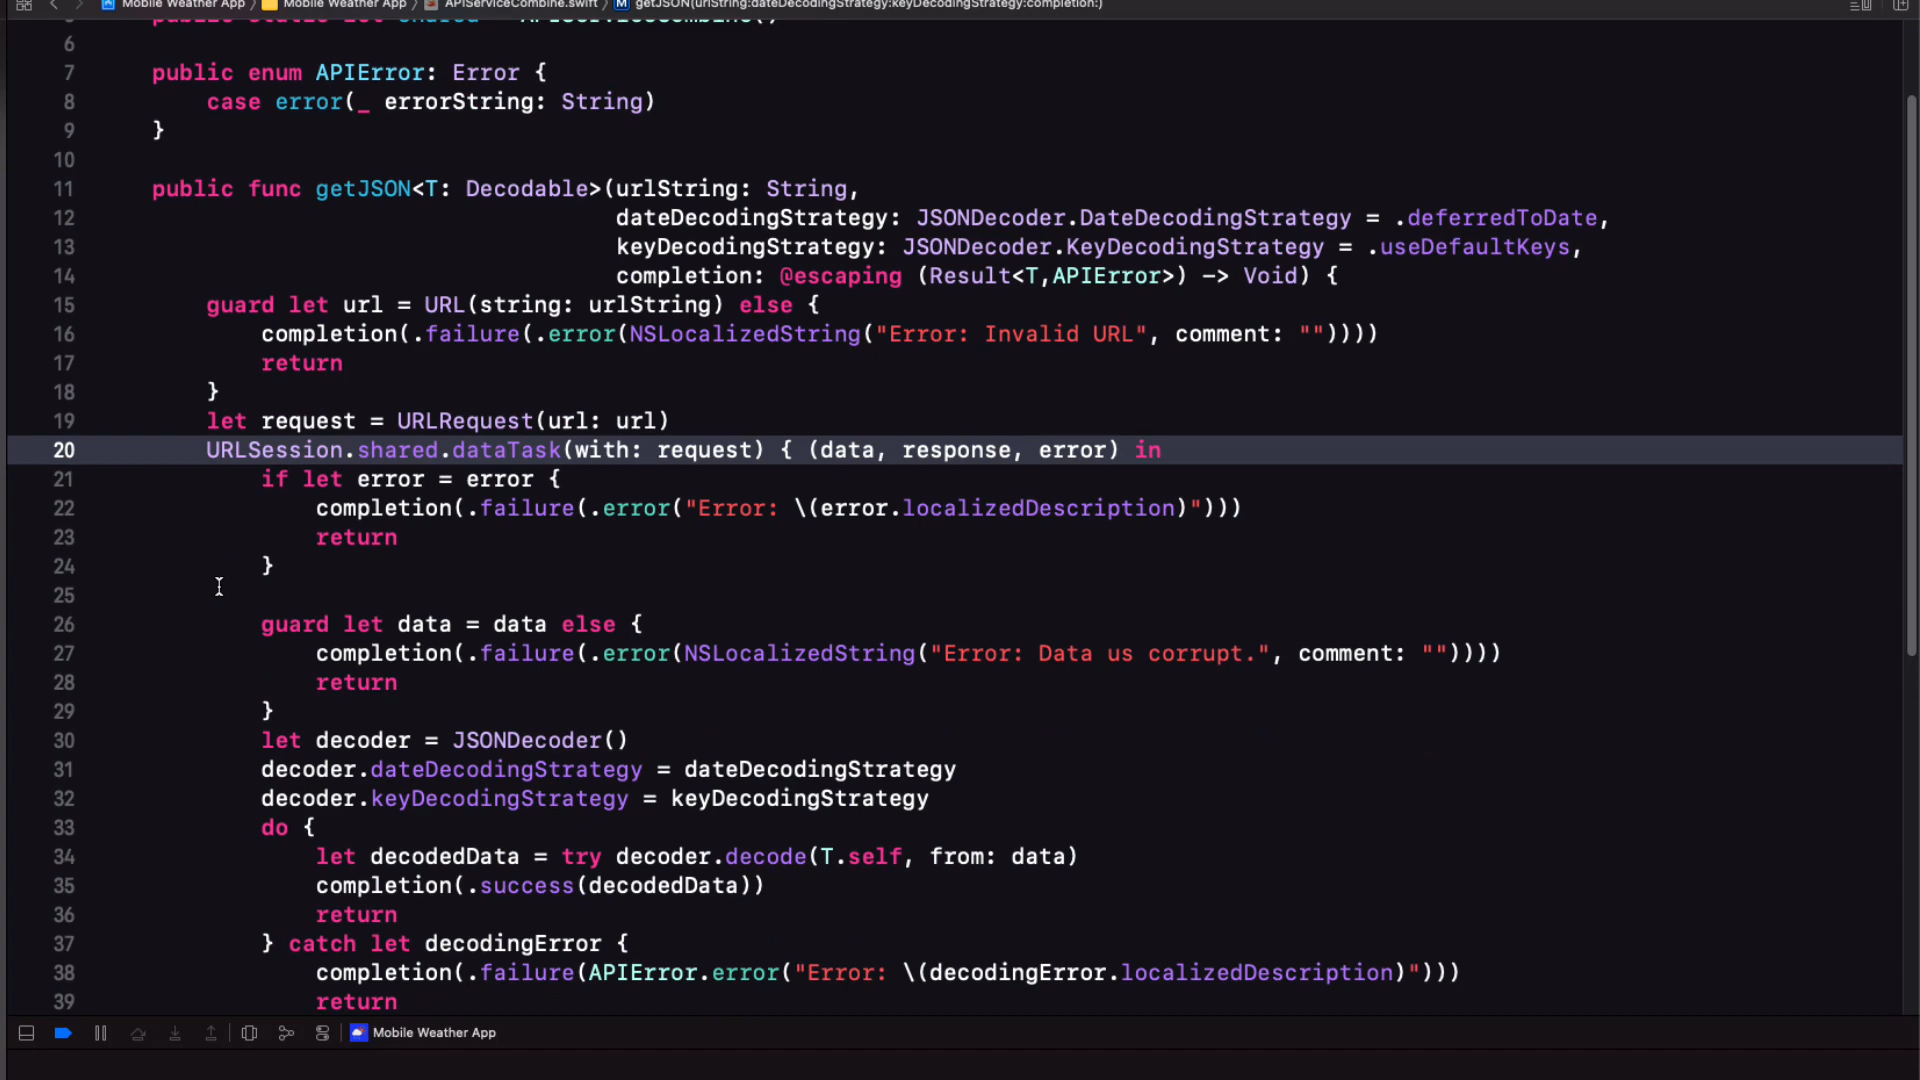 Mobile Weather App Mobile Weather App APIServiceCombine.swift M getJSON(urlString:dateDecodingStrategy:keyDecodingStrategy:completion:)
public static let shared = APIServiceCombine()
6
7 public enum APIError: Error {
8 case error(_ errorString: String)
9 }
10
11 public func getJSON<T: Decodable>(urlString: String,
12 dateDecodingStrategy: JSONDecoder.DateDecodingStrategy = .deferredToDate,
13 keyDecodingStrategy: JSONDecoder.KeyDecodingStrategy = .useDefaultKeys,
14 completion: @escaping (Result<T,APIError>) -> Void) {
15 guard let url = URL(string: urlString) else {
16 completion(.failure(.error(NSLocalizedString("Error: Invalid URL", comment: ""))))
17 return
18 }
19 let request = URLRequest(url: url)
20 URLSession.shared.dataTask(with: request) { (data, response, error) in
21 if let error = error {
22 completion(.failure(.error("Error: \(error.localizedDescription)")))
23 return
24 }
25
26 guard let data = data else {
27 completion(.failure(.error(NSLocalizedString("Error: Data us corrupt.", comment: ""))))
28 return
29 }
30 let decoder = JSONDecoder()
31 decoder.dateDecodingStrategy = dateDecodingStrategy
32 decoder.keyDecodingStrategy = keyDecodingStrategy
33 do {
34 let decodedData = try decoder.decode(T.self, from: data)
35 completion(.success(decodedData))
36 return
37 } catch let decodingError {
38 completion(.failure(APIError.error("Error: \(decodingError.localizedDescription)")))
39 return
Mobile Weather App